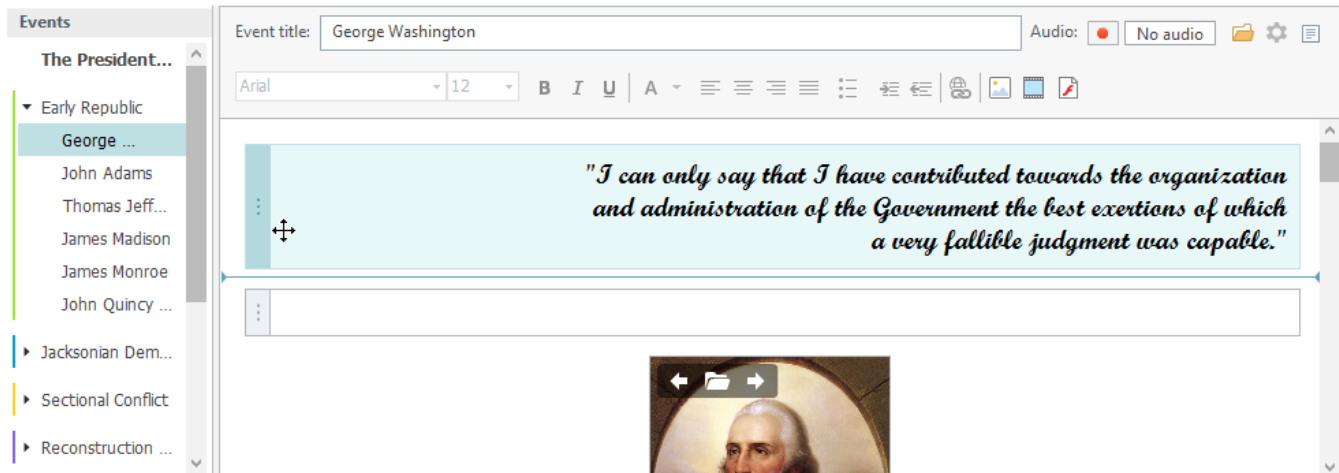 Events
The President...
Early Republic
George ...
John Adams
Thomas Jeff...
James Madison
James Monroe
John Quincy ...
Jacksonian Dem...
Sectional Conflict
Reconstruction ...
Event title: George Washington Audio: No audio
Arial 12 B I U A
"I can only say that I have contributed towards the organization
and administration of the Government the best exertions of which
a very fallible judgment was capable."